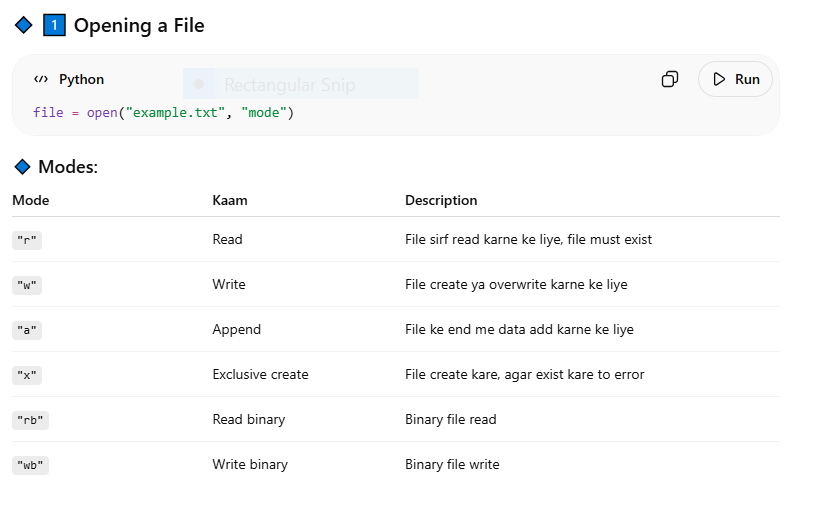 1 Opening a File
Python Rectangular Snip Run
file = open("example.txt", "mode")
Modes:
Mode Kaam Description
"r" Read File sirf read karne ke liye, file must exist
"w" Write File create ya overwrite karne ke liye
"a" Append File ke end me data add karne ke liye
"x" Exclusive create File create kare, agar exist kare to error
"rb" Read binary Binary file read
"wb" Write binary Binary file write